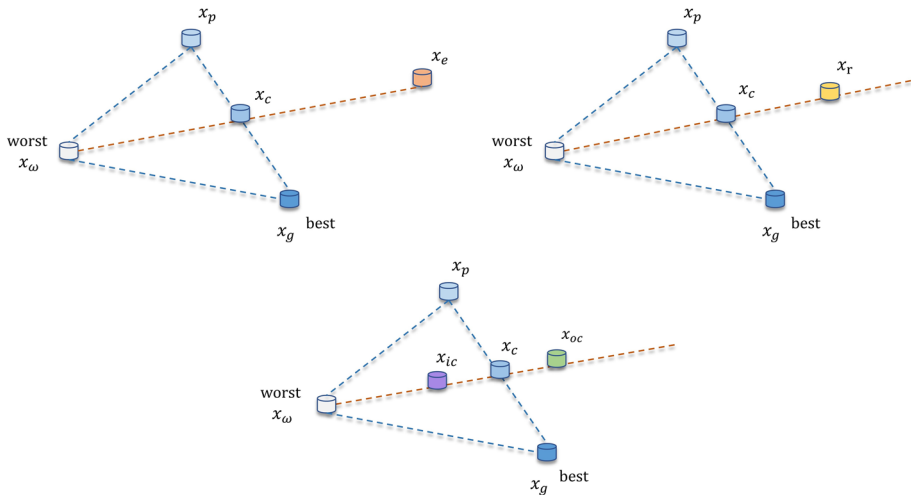 x_p
x_e
x_c
worst
x_ω
best
x_g
x_p
x_r
x_c
worst
x_ω
best
x_g
x_p
x_oc
x_c
x_ic
worst
x_ω
best
x_g